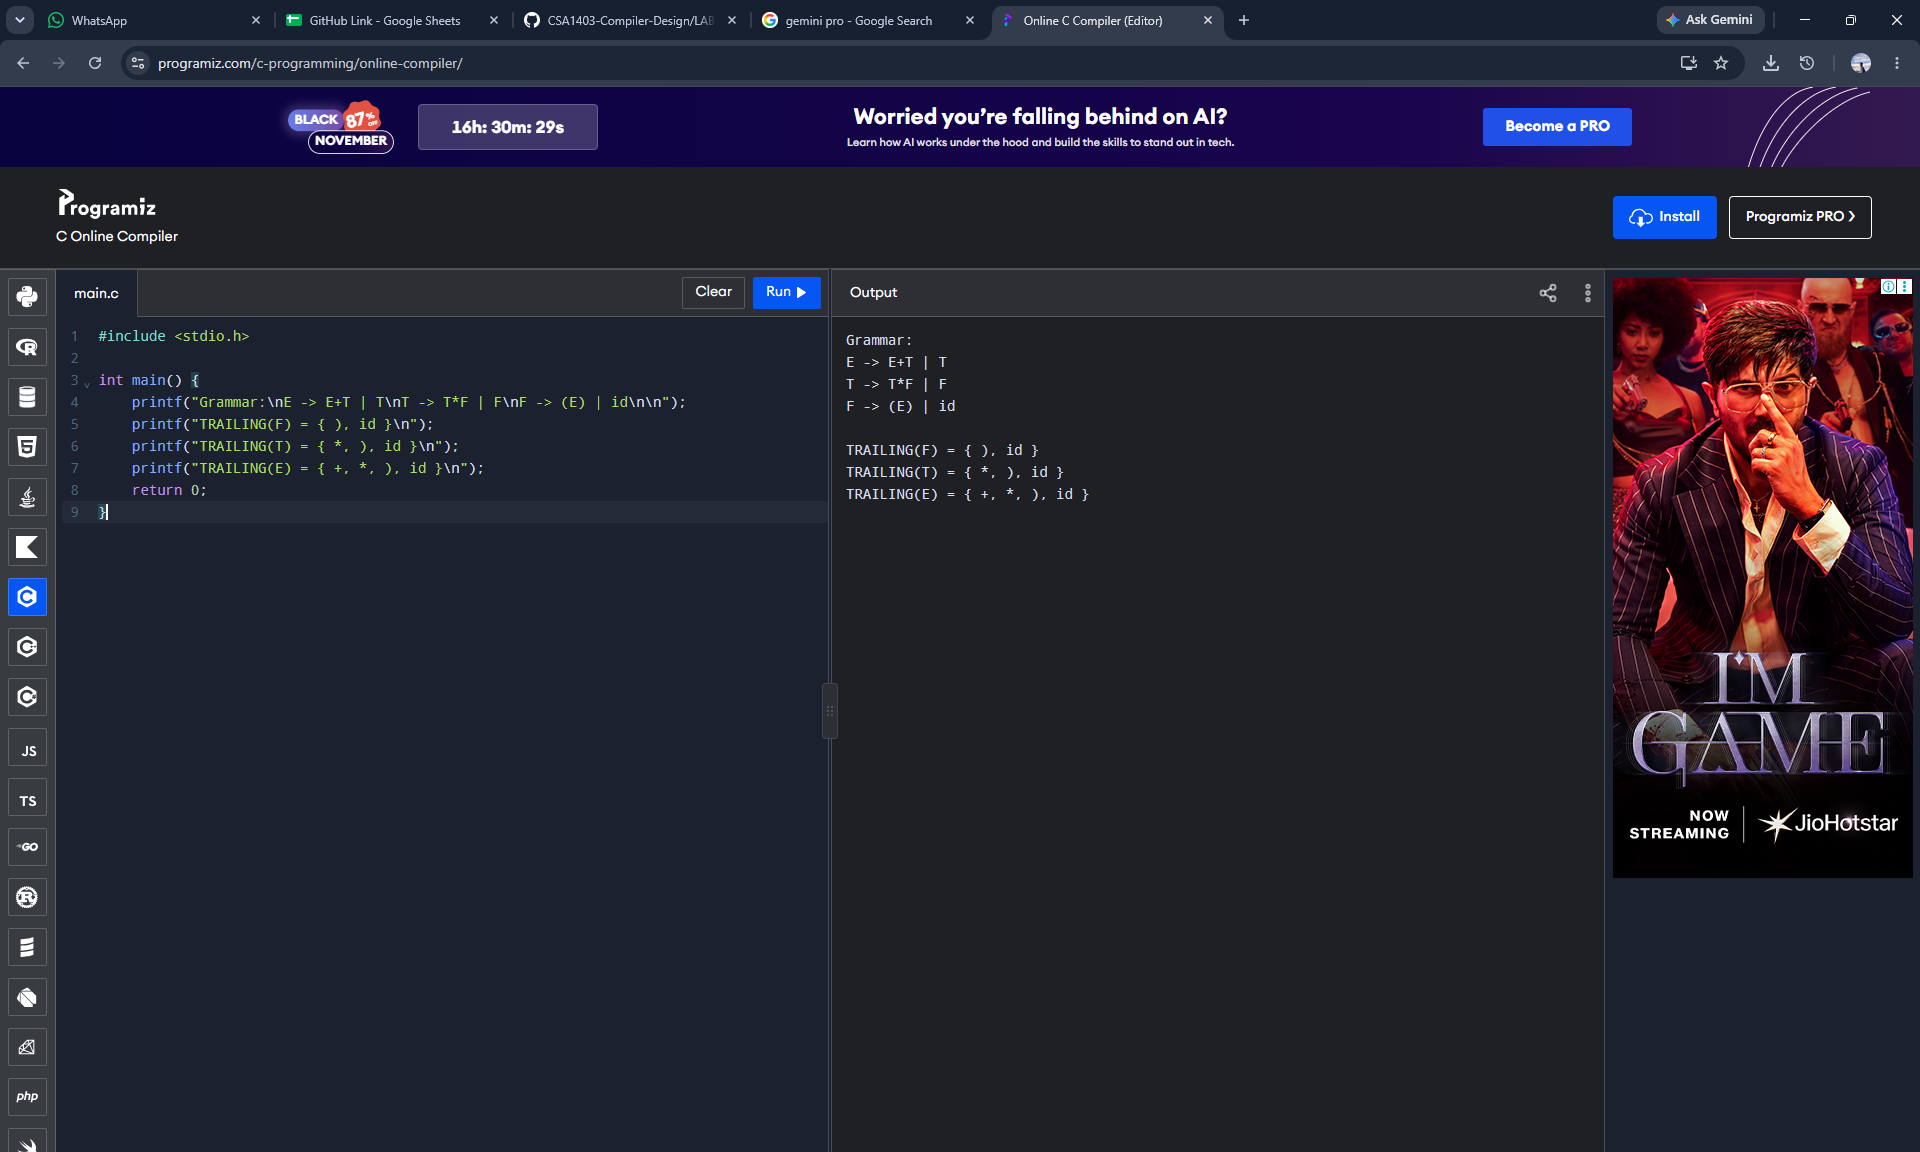 WhatsApp
GitHub Link - Google Sheets
CSA1403-Compiler-Design/LAB
gemini pro - Google Search
Online C Compiler (Editor)
Ask Gemini
programiz.com/c-programming/online-compiler/
BLACK 87% OFF
NOVEMBER
16h: 30m: 29s
Worried you're falling behind on AI?
Learn how AI works under the hood and build the skills to stand out in tech.
Become a PRO
Programiz
C Online Compiler
Install
Programiz PRO >
main.c
Clear
Run
1 #include <stdio.h>
2
3 int main() {
4 printf("Grammar:\nE -> E+T | T\nT -> T*F | F\nF -> (E) | id\n\n");
5 printf("TRAILING(F) = { ), id }\n");
6 printf("TRAILING(T) = { *, ), id }\n");
7 printf("TRAILING(E) = { +, *, ), id }\n");
8 return 0;
9 }
Output
Grammar:
E -> E+T | T
T -> T*F | F
F -> (E) | id
TRAILING(F) = { ), id }
TRAILING(T) = { *, ), id }
TRAILING(E) = { +, *, ), id }
JS
TS
GO
php
I'M
GAME
NOW
STREAMING
JioHotstar